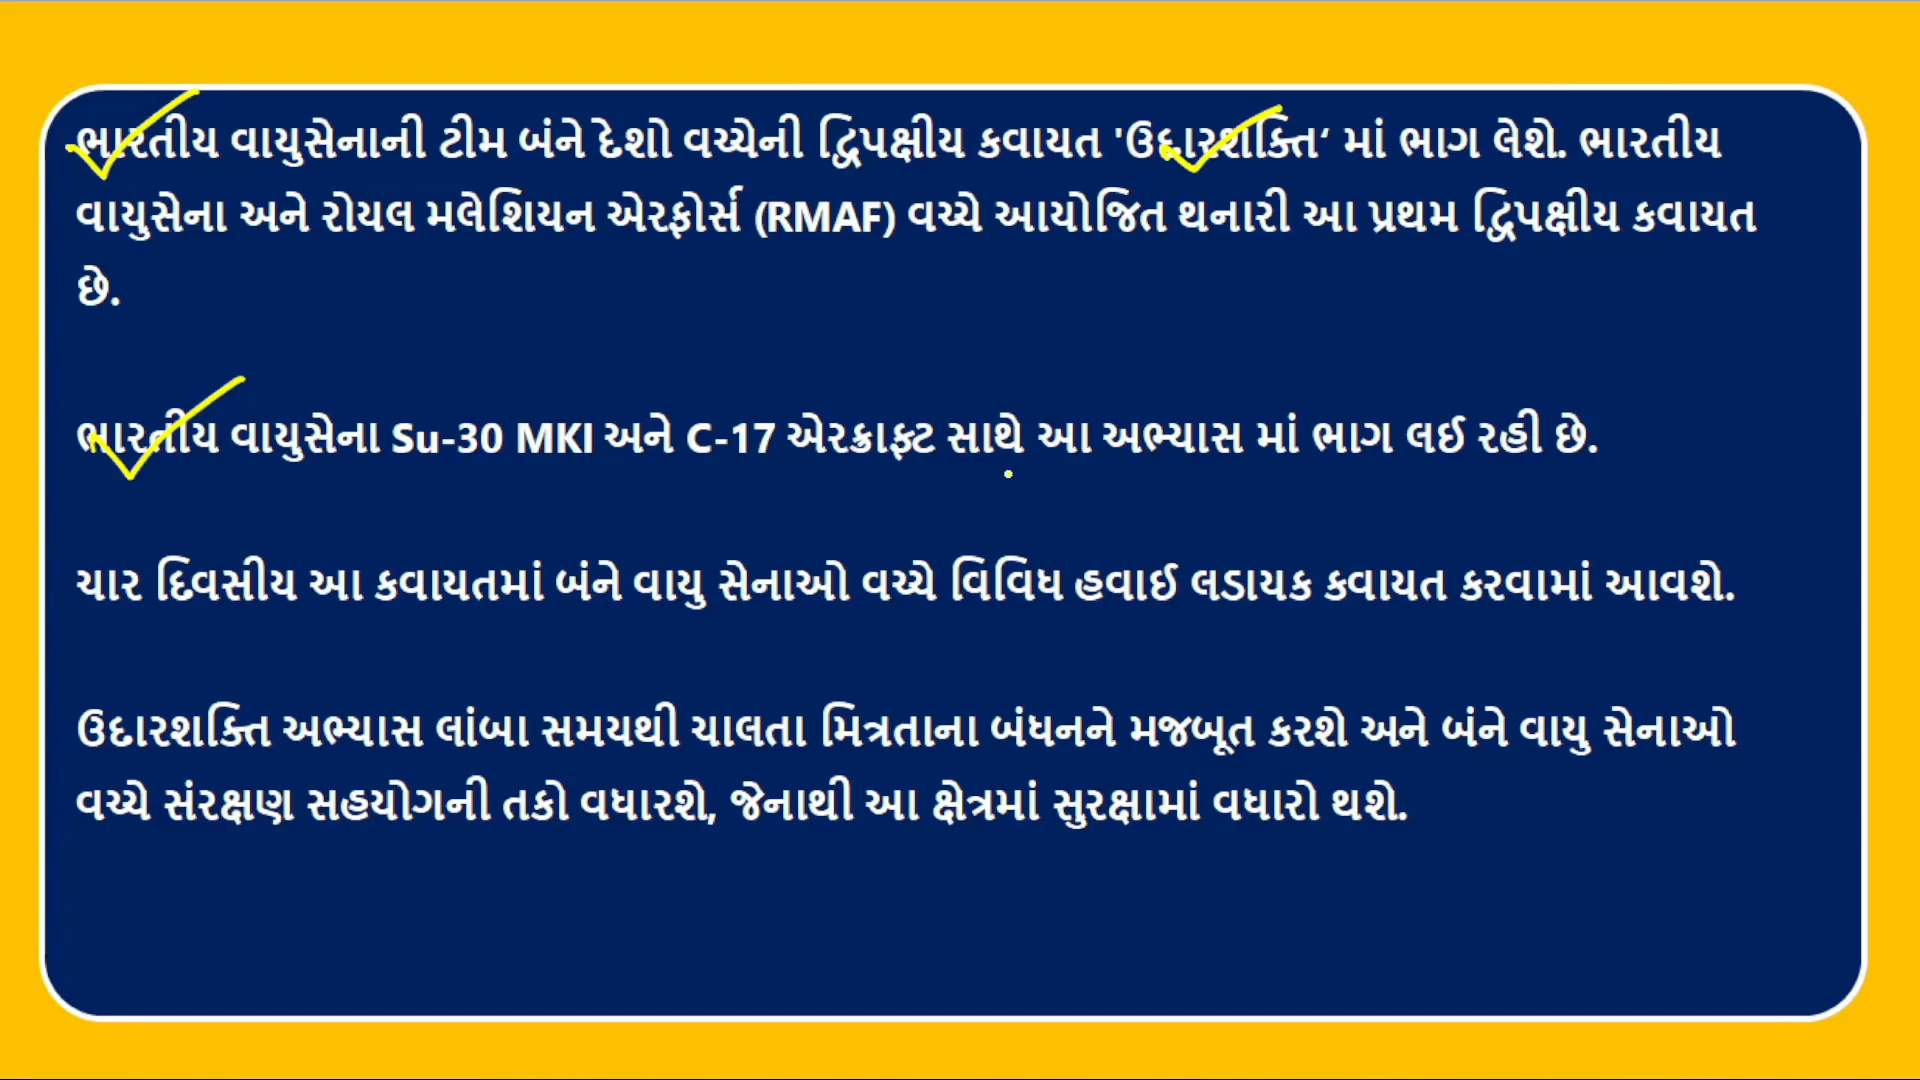 ભારતીય વાયુસેનાની ટીમ બંને દેશો વચ્ચેની દ્વિપક્ષીય કવાયત 'ઉદારશક્તિ‘ માં ભાગ લેશે. ભારતીય
વાયુસેના અને રોયલ મલેશિયન એરફોર્સ (RMAF) વચ્ચે આયોજિત થનારી આ પ્રથમ દ્વિપક્ષીય કવાયત
છે.
ભારતીય વાયુસેના Su-30 MKI અને C-17 એરક્રાફ્ટ સાથે આ અભ્યાસ માં ભાગ લઈ રહી છે.
ચાર દિવસીય આ કવાયતમાં બંને વાયુ સેનાઓ વચ્ચે વિવિધ હવાઈ લડાયક કવાયત કરવામાં આવશે.
ઉદારશક્તિ અભ્યાસ લાંબા સમયથી ચાલતા મિત્રતાના બંધનને મજબૂત કરશે અને બંને વાયુ સેનાઓ
વચ્ચે સંરક્ષણ સહયોગની તકો વધારશે, જેનાથી આ ક્ષેત્રમાં સુરક્ષામાં વધારો થશે.